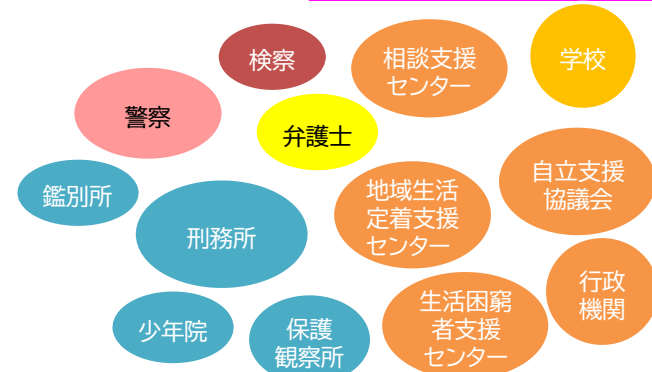 検察
相談支援
センター
学校
警察
弁護士
鑑別所
刑務所
地域生活
定着支援
センター
自立支援
協議会
行政
機関
少年院
保護
観察所
生活困窮
者支援
センター